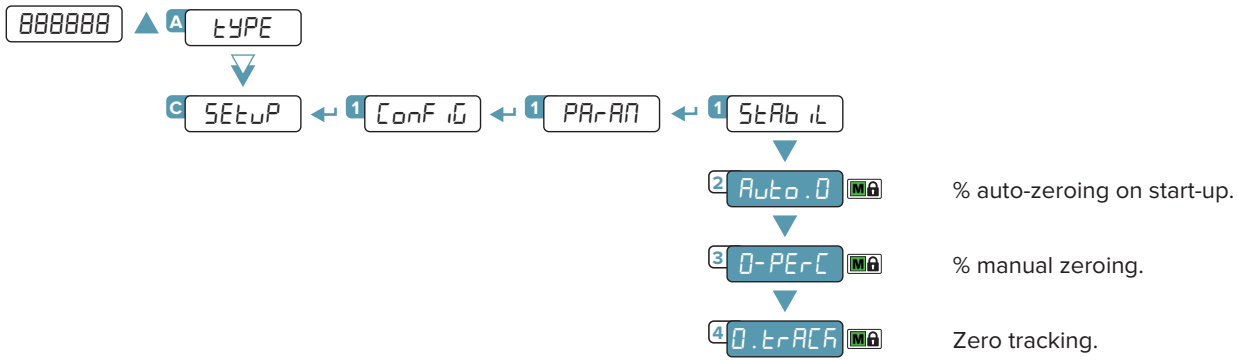 888888 A tYPE
C SEtuP 1 ConFiG 1 PArAM 1 StAbiL
2 Auto.0 M % auto-zeroing on start-up.
3 0-PErC M % manual zeroing.
4 0.trACk M Zero tracking.